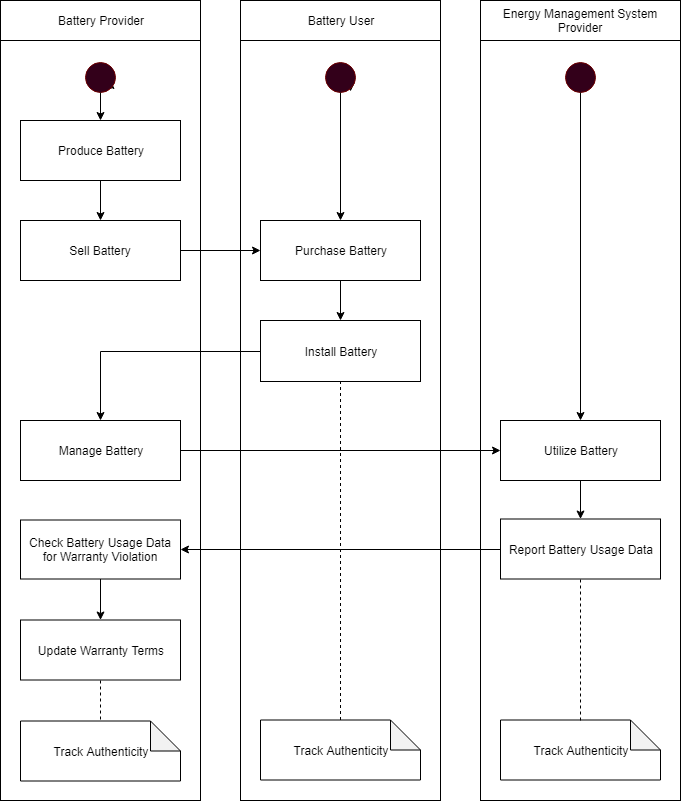 Battery Provider
Battery User
Energy Management System
Provider
Produce Battery
Sell Battery
Purchase Battery
Install Battery
Manage Battery
Utilize Battery
Check Battery Usage Data
for Warranty Violation
Report Battery Usage Data
Update Warranty Terms
Track Authenticity
Track Authenticity
Track Authenticity